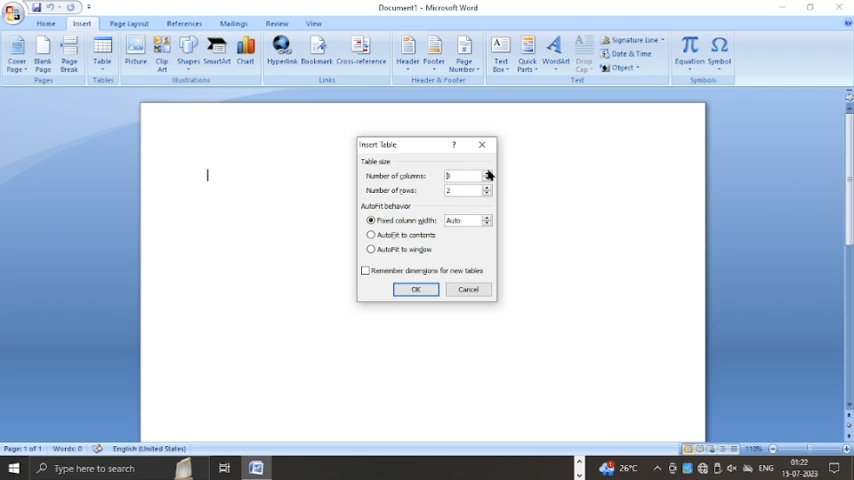 Document1 - Microsoft Word
Home Insert Page Layout References Mailings Review View
Cover Page Blank Page Page Break Table Picture Clip Art Shapes SmartArt Chart Hyperlink Bookmark Cross-reference Header Footer Page Number Text Box Quick Parts WordArt Drop Cap Signature Line Date & Time Object Equation Symbol
Pages Tables Illustrations Links Header & Footer Text Symbols
Insert Table ?
Table size
Number of columns:
Number of rows: 2
AutoFit behavior
Fixed column width: Auto
AutoFit to contents
AutoFit to window
Remember dimensions for new tables
OK Cancel
Page: 1 of 1 Words: 0 English (United States) 110%
Type here to search 26°C ENG 01:22
15-07-2023